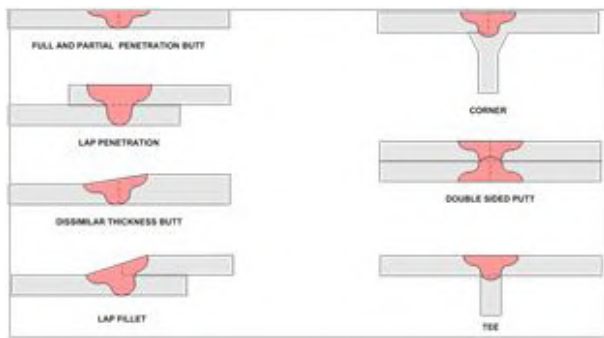 FULL AND PARTIAL PENETRATION BUTT
LAP PENETRATION
DISSIMILAR THICKNESS BUTT
LAP FILLET
CORNER
DOUBLE SIDED PUTT
TEE